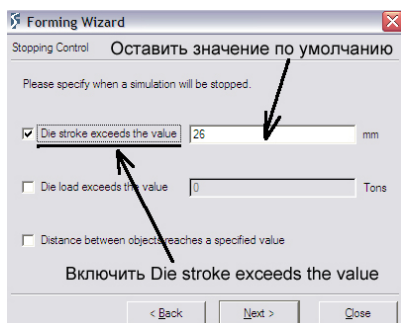 Forming Wizard
Stopping Control
Оставить значение по умолчанию
Please specify when a simulation will be stopped.
Die stroke exceeds the value 26 mm
Die load exceeds the value 0 Tons
Distance between objects reaches a specified value
Включить Die stroke exceeds the value
< Back Next > Close